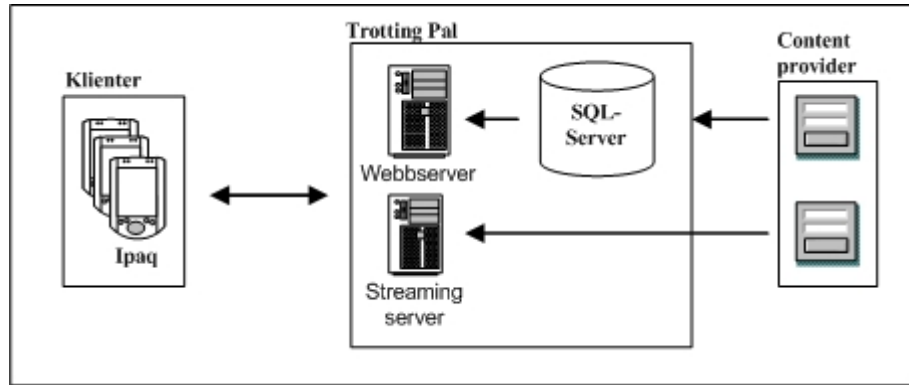 Trotting Pal
Content
provider
Klienter
SQL-
Server
Webbserver
Ipaq
Streaming
server